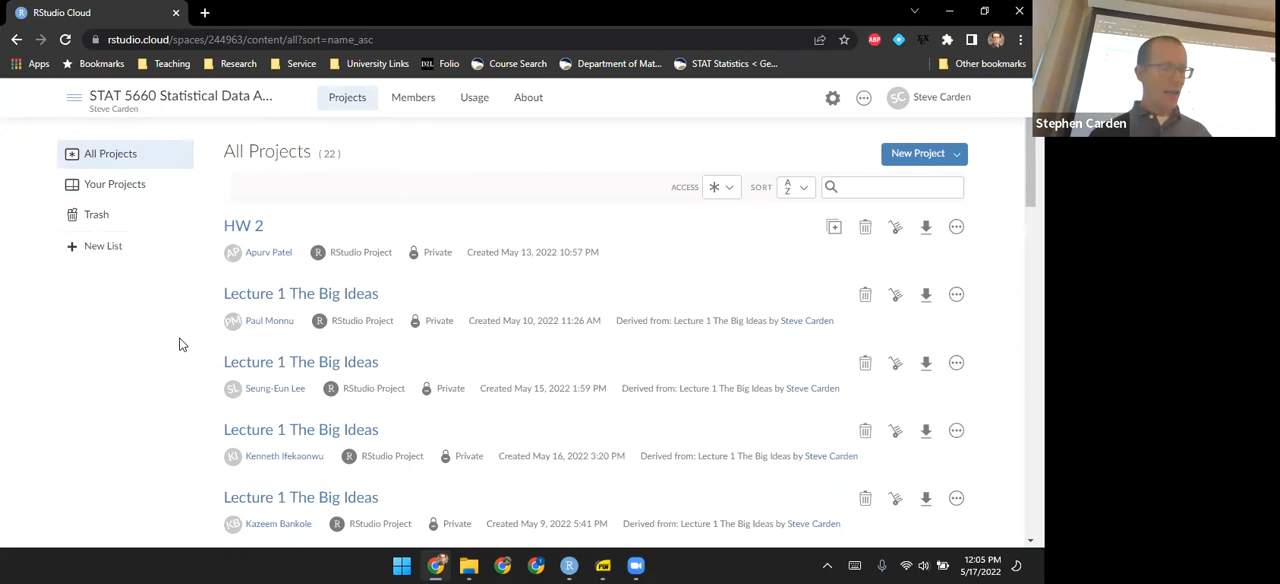 RStudio Cloud
rstudio.cloud/spaces/244963/content/all?sort=name_asc
Apps Bookmarks Teaching Research Service University Links Folio Course Search Department of Mat... STAT Statistics < Ge... Other bookmarks
STAT 5660 Statistical Data A...
Steve Carden
Projects Members Usage About
SC Steve Carden
Stephen Carden
All Projects
Your Projects
Trash
New List
All Projects (22)
New Project
ACCESS SORT A Z
HW 2
AP Apurv Patel R RStudio Project Private Created May 13, 2022 10:57 PM
Lecture 1 The Big Ideas
PM Paul Monnu R RStudio Project Private Created May 10, 2022 11:26 AM Derived from: Lecture 1 The Big Ideas by Steve Carden
Lecture 1 The Big Ideas
SL Seung-Eun Lee R RStudio Project Private Created May 15, 2022 1:59 PM Derived from: Lecture 1 The Big Ideas by Steve Carden
Lecture 1 The Big Ideas
KI Kenneth Ifekaonwu R RStudio Project Private Created May 16, 2022 3:20 PM Derived from: Lecture 1 The Big Ideas by Steve Carden
Lecture 1 The Big Ideas
KB Kazeem Bankole R RStudio Project Private Created May 9, 2022 5:41 PM Derived from: Lecture 1 The Big Ideas by Steve Carden
12:05 PM
5/17/2022